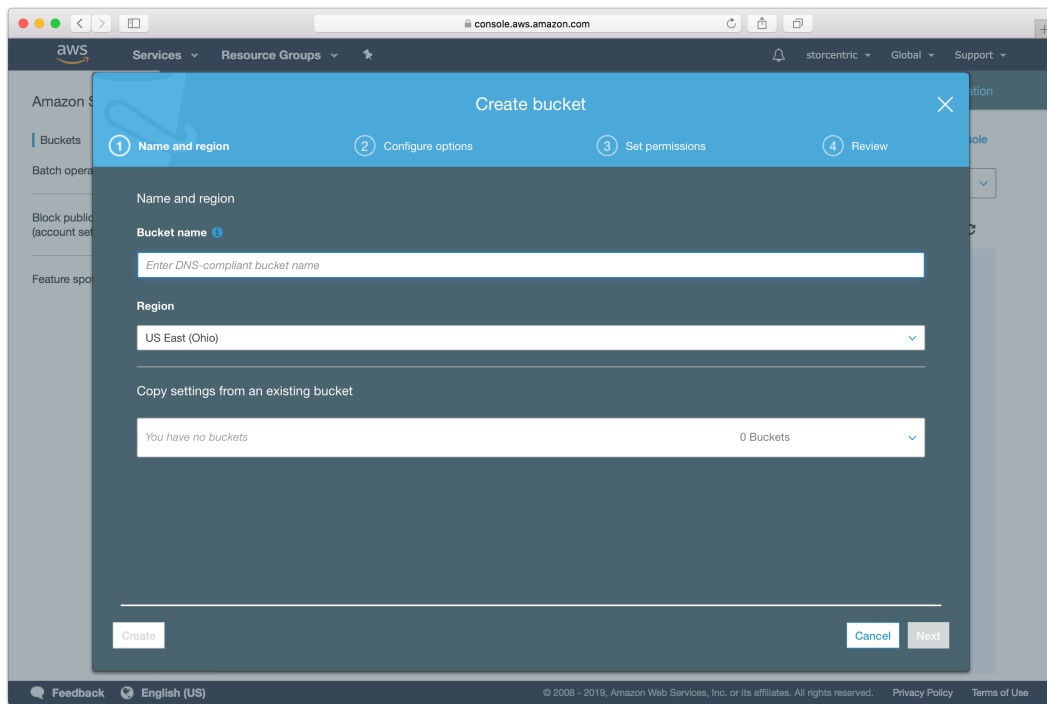 console.aws.amazon.com
aws Services Resource Groups storcentric Global Support
Amazon S
Buckets
Batch opera
Block public
(account set
Feature spot
ation
sole
Create bucket
1 Name and region 2 Configure options 3 Set permissions 4 Review
Name and region
Bucket name
Enter DNS-compliant bucket name
Region
US East (Ohio)
Copy settings from an existing bucket
You have no buckets 0 Buckets
Create Cancel Next
Feedback English (US) © 2008 - 2019, Amazon Web Services, Inc. or its affiliates. All rights reserved. Privacy Policy Terms of Use